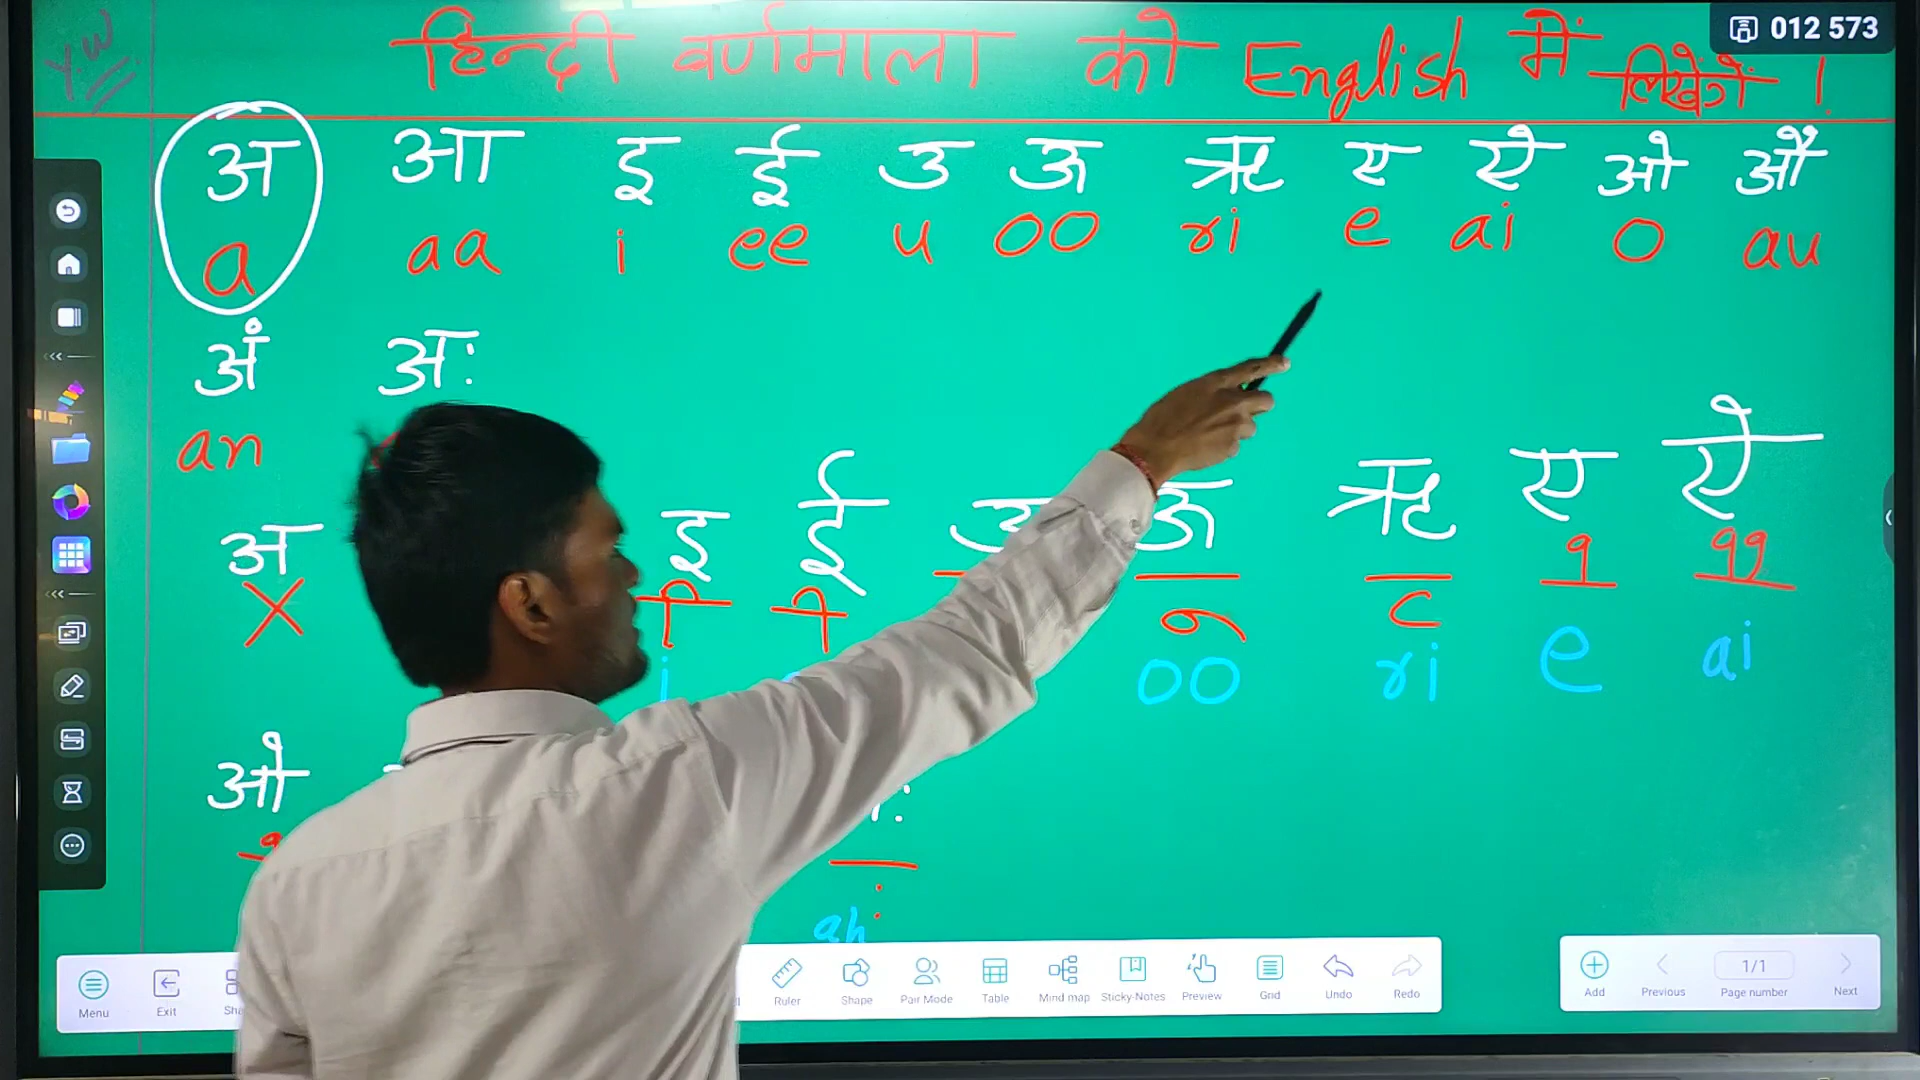 Y.W
हिन्दी वर्णमाला को English में लिखेंगें !
012 573
अ आ इ ई उ ऊ ऋ ए ऐ ओ औ
a aa i ee u oo ri e ai o au
अं अः
an
अ इ ई उ ऊ ऋ ए ऐ
X ि ी ू ृ े ै
i oo ri e ai
ओ
ah
Menu Exit Ruler Shape Pair Mode Table Mind map Sticky-Notes Preview Grid Undo Redo
Add Previous 1/1 Page number Next